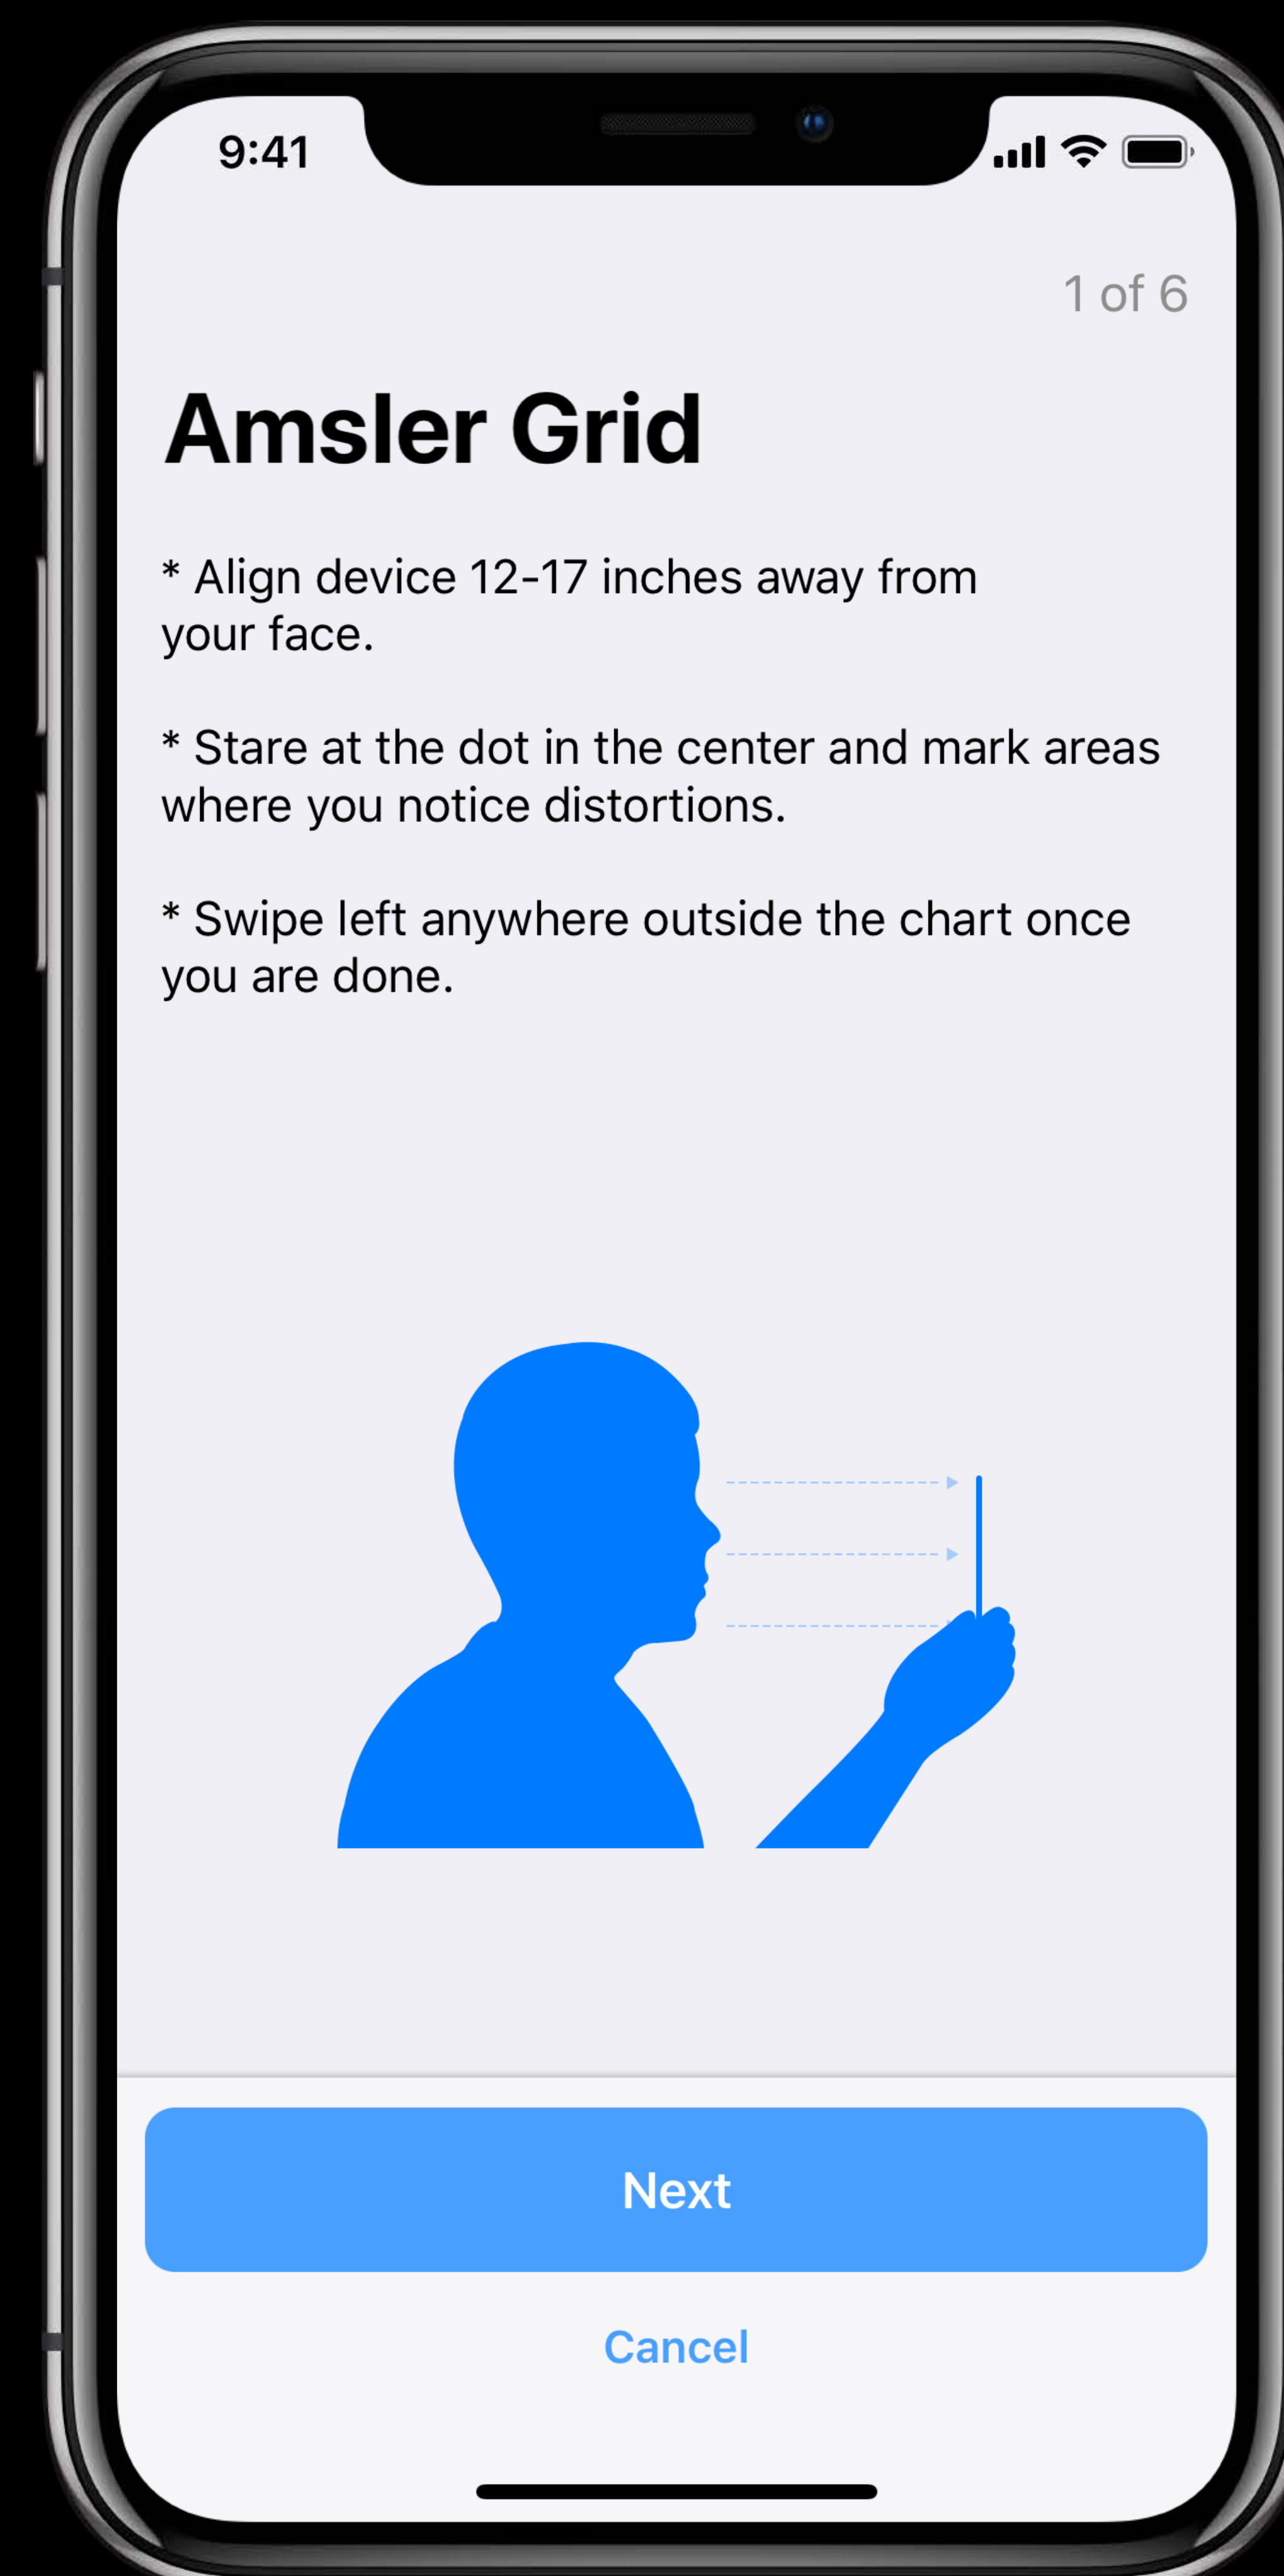 9:41
1 of 6
Amsler Grid
* Align device 12-17 inches away from
your face.
* Stare at the dot in the center and mark areas
where you notice distortions.
* Swipe left anywhere outside the chart once
you are done.
Next
Cancel